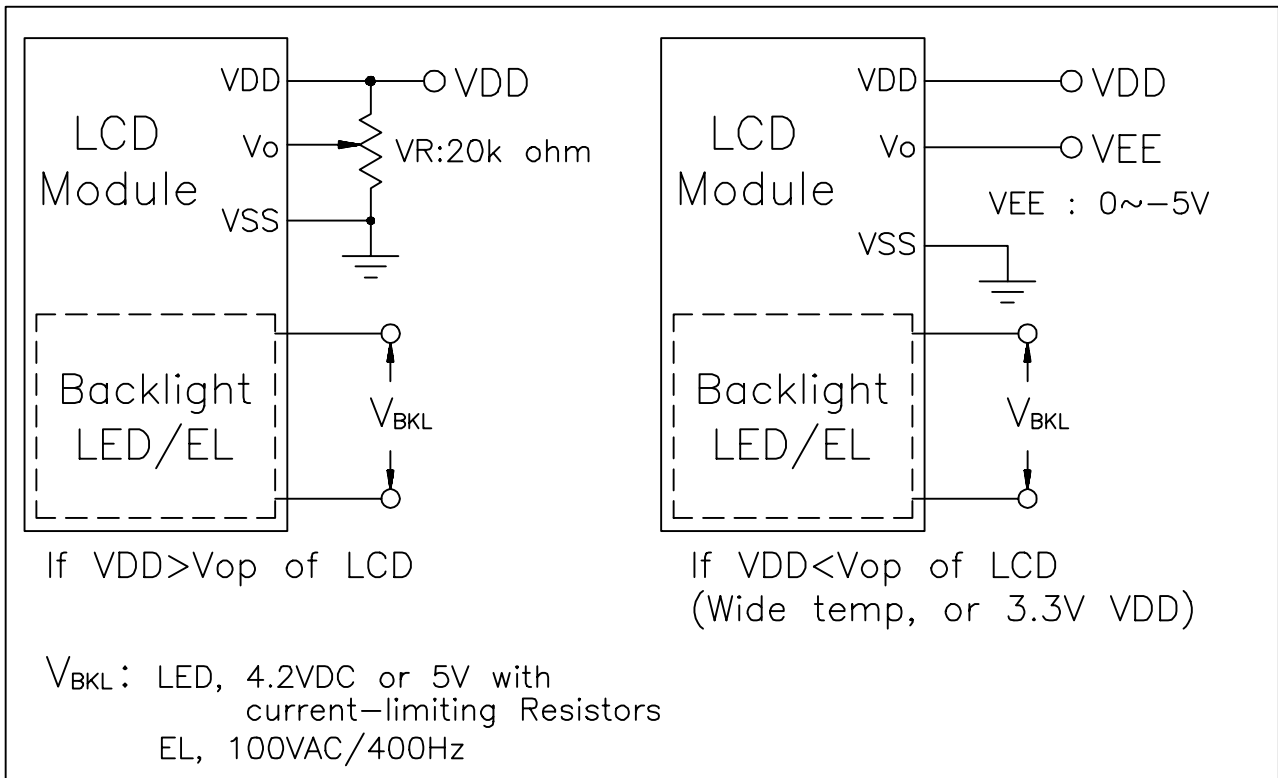 VDD
VDD
LCD
Module
Vo
VR:20k ohm
VSS
Backlight
LED/EL
VBKL
If VDD>Vop of LCD
VDD
VDD
LCD
Module
Vo
VEE
VEE : 0~-5V
VSS
Backlight
LED/EL
VBKL
If VDD<Vop of LCD
(Wide temp, or 3.3V VDD)
VBKL: LED, 4.2VDC or 5V with
current-limiting Resistors
EL, 100VAC/400Hz